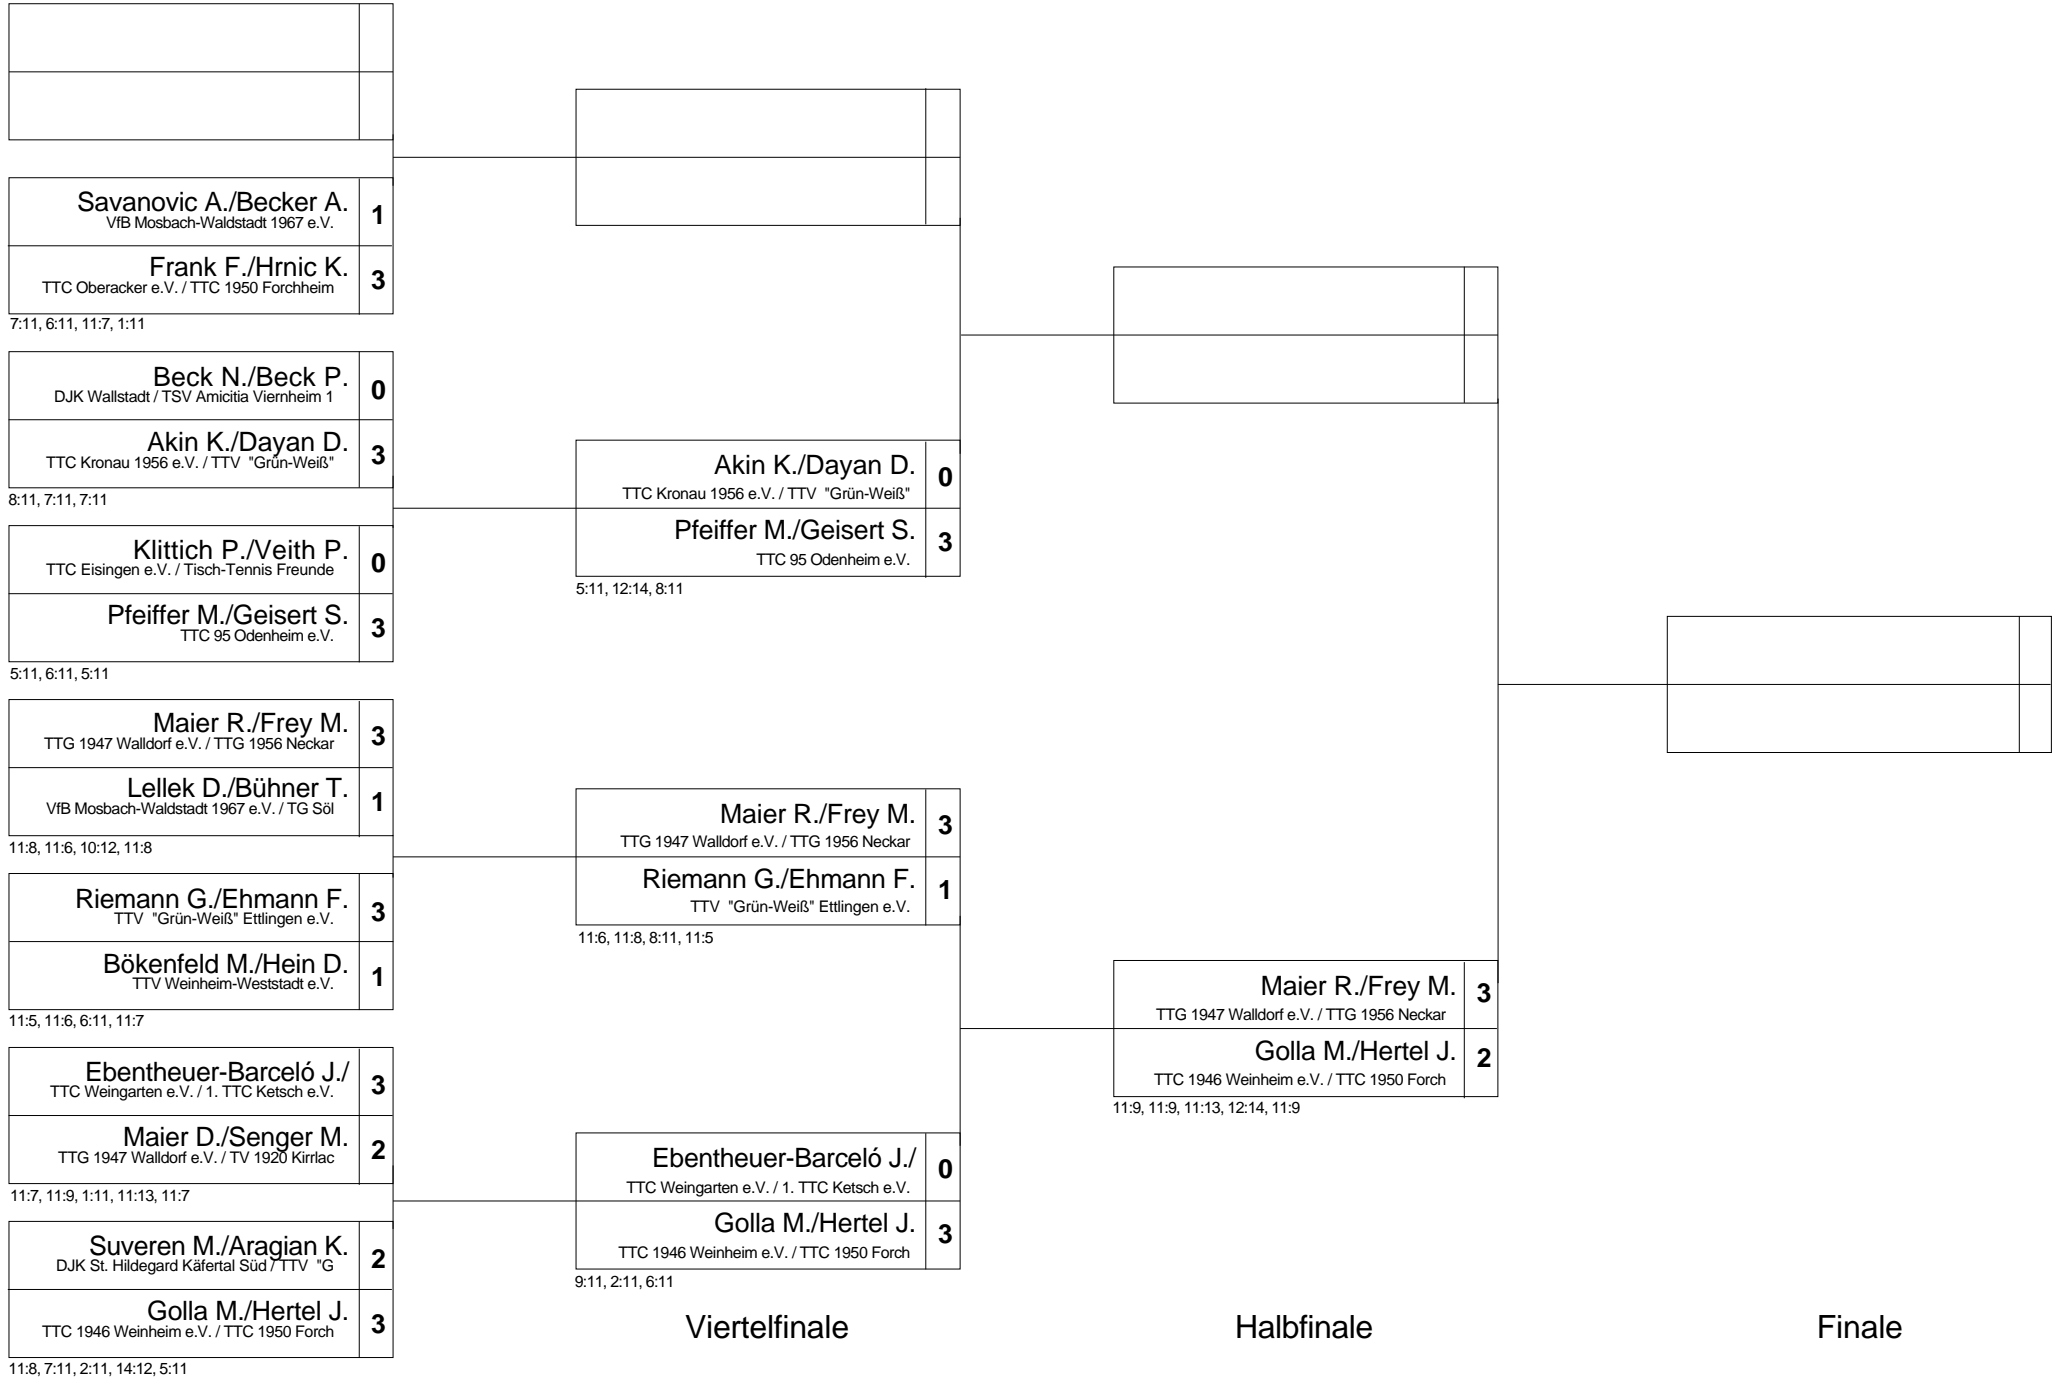 Savanovic A./Becker A.
VfB Mosbach-Waldstadt 1967 e.V.
1
Frank F./Hrnic K.
TTC Oberacker e.V. / TTC 1950 Forchheim
3
7:11, 6:11, 11:7, 1:11
Beck N./Beck P.
DJK Wallstadt / TSV Amicitia Viernheim 1
0
Akin K./Dayan D.
TTC Kronau 1956 e.V. / TTV "Grün-Weiß"
3
8:11, 7:11, 7:11
Klittich P./Veith P.
TTC Eisingen e.V. / Tisch-Tennis Freunde
0
Pfeiffer M./Geisert S.
TTC 95 Odenheim e.V.
3
5:11, 6:11, 5:11
Maier R./Frey M.
TTG 1947 Walldorf e.V. / TTG 1956 Neckar
3
Lellek D./Bühner T.
VfB Mosbach-Waldstadt 1967 e.V. / TG Söl
1
11:8, 11:6, 10:12, 11:8
Riemann G./Ehmann F.
TTV "Grün-Weiß" Ettlingen e.V.
3
Bökenfeld M./Hein D.
TTV Weinheim-Weststadt e.V.
1
11:5, 11:6, 6:11, 11:7
Ebentheuer-Barceló J./
TTC Weingarten e.V. / 1. TTC Ketsch e.V.
3
Maier D./Senger M.
TTG 1947 Walldorf e.V. / TV 1920 Kirrlac
2
11:7, 11:9, 1:11, 11:13, 11:7
Suveren M./Aragian K.
DJK St. Hildegard Käfertal Süd / TTV "G
2
Golla M./Hertel J.
TTC 1946 Weinheim e.V. / TTC 1950 Forch
3
11:8, 7:11, 2:11, 14:12, 5:11
Akin K./Dayan D.
TTC Kronau 1956 e.V. / TTV "Grün-Weiß"
0
Pfeiffer M./Geisert S.
TTC 95 Odenheim e.V.
3
5:11, 12:14, 8:11
Maier R./Frey M.
TTG 1947 Walldorf e.V. / TTG 1956 Neckar
3
Riemann G./Ehmann F.
TTV "Grün-Weiß" Ettlingen e.V.
1
11:6, 11:8, 8:11, 11:5
Ebentheuer-Barceló J./
TTC Weingarten e.V. / 1. TTC Ketsch e.V.
0
Golla M./Hertel J.
TTC 1946 Weinheim e.V. / TTC 1950 Forch
3
9:11, 2:11, 6:11
Viertelfinale
Maier R./Frey M.
TTG 1947 Walldorf e.V. / TTG 1956 Neckar
3
Golla M./Hertel J.
TTC 1946 Weinheim e.V. / TTC 1950 Forch
2
11:9, 11:9, 11:13, 12:14, 11:9
Halbfinale
Finale